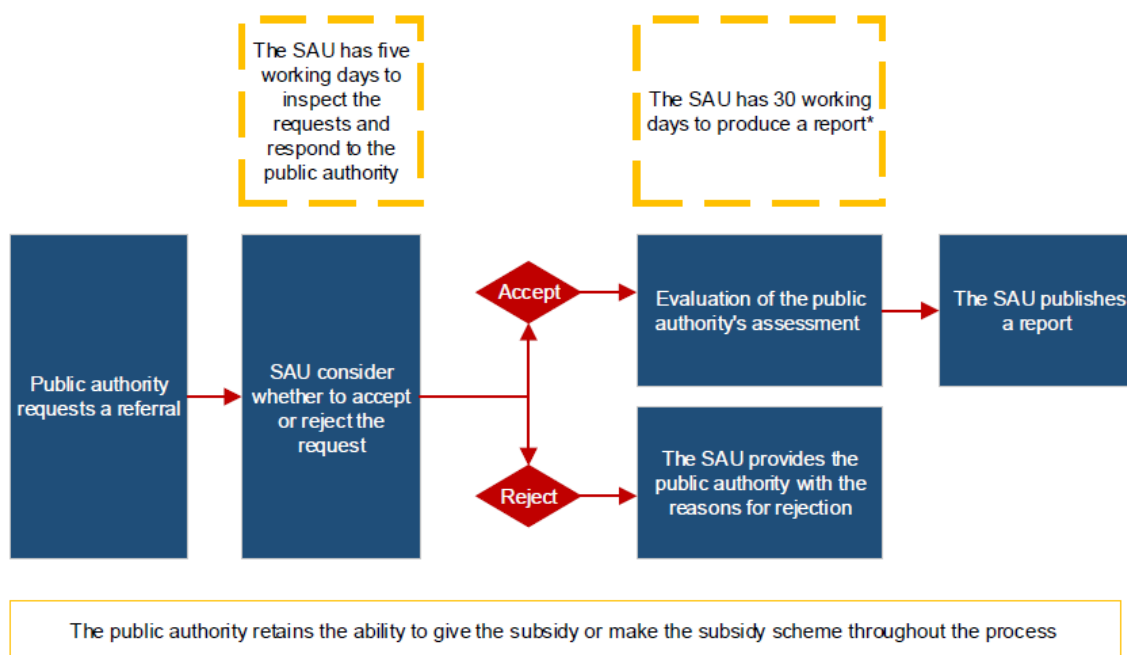 The SAU has five
working days to
inspect the
requests and
respond to the
public authority
The SAU has 30 working
days to produce a report*
Public authority
requests a referral
SAU consider
whether to accept
or reject the
request
Accept
Reject
Evaluation of the public
authority's assessment
The SAU provides the
public authority with the
reasons for rejection
The SAU publishes
a report
The public authority retains the ability to give the subsidy or make the subsidy scheme throughout the process